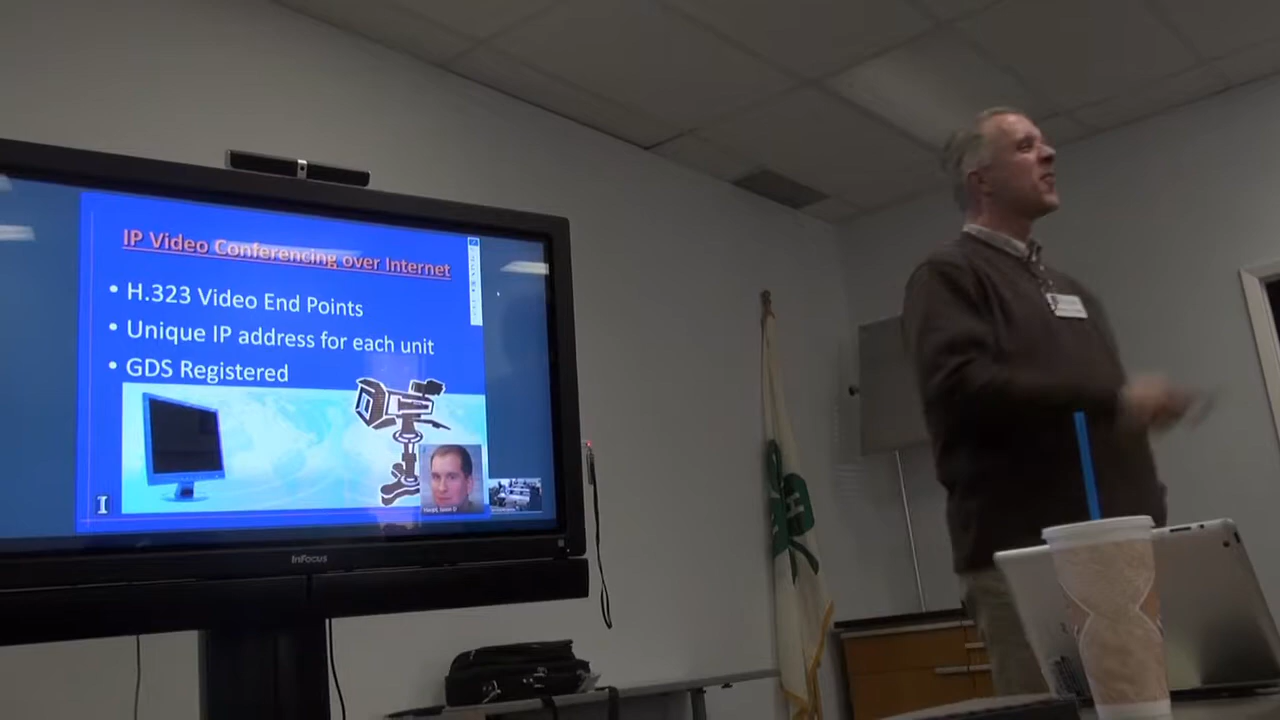 IP Video Conferencing over Internet
• H.323 Video End Points
• Unique IP address for each unit
• GDS Registered
I
InFocus
H